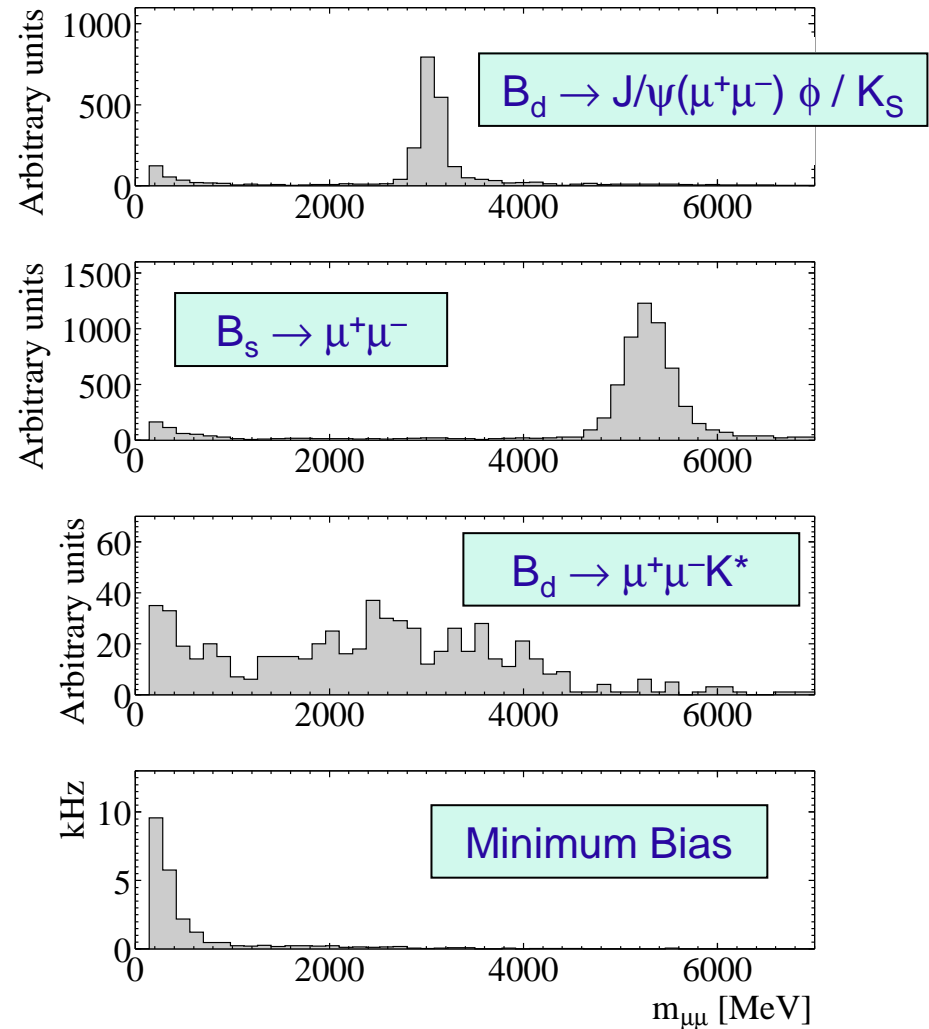 Arbitrary units
1000
500
0
B_d → J/ψ(μ⁺μ⁻) φ / K_S
0 2000 4000 6000
Arbitrary units
1500
1000
500
0
B_s → μ⁺μ⁻
0 2000 4000 6000
Arbitrary units
60
40
20
0
B_d → μ⁺μ⁻K*
0 2000 4000 6000
kHz
10
5
0
Minimum Bias
0 2000 4000 6000
m_μμ [MeV]